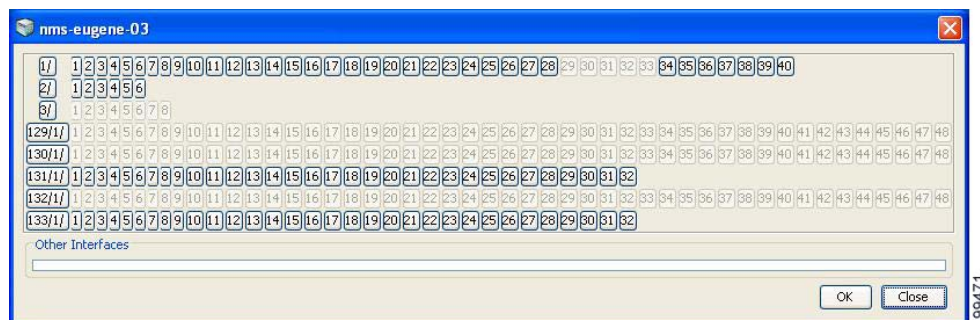 nms-eugene-03
1/ 1 2 3 4 5 6 7 8 9 10 11 12 13 14 15 16 17 18 19 20 21 22 23 24 25 26 27 28 29 30 31 32 33 34 35 36 37 38 39 40
2/ 1 2 3 4 5 6
3/ 1 2 3 4 5 6 7 8
129/1/ 1 2 3 4 5 6 7 8 9 10 11 12 13 14 15 16 17 18 19 20 21 22 23 24 25 26 27 28 29 30 31 32 33 34 35 36 37 38 39 40 41 42 43 44 45 46 47 48
130/1/ 1 2 3 4 5 6 7 8 9 10 11 12 13 14 15 16 17 18 19 20 21 22 23 24 25 26 27 28 29 30 31 32 33 34 35 36 37 38 39 40 41 42 43 44 45 46 47 48
131/1/ 1 2 3 4 5 6 7 8 9 10 11 12 13 14 15 16 17 18 19 20 21 22 23 24 25 26 27 28 29 30 31 32
132/1/ 1 2 3 4 5 6 7 8 9 10 11 12 13 14 15 16 17 18 19 20 21 22 23 24 25 26 27 28 29 30 31 32 33 34 35 36 37 38 39 40 41 42 43 44 45 46 47 48
133/1/ 1 2 3 4 5 6 7 8 9 10 11 12 13 14 15 16 17 18 19 20 21 22 23 24 25 26 27 28 29 30 31 32
Other Interfaces
OK Close